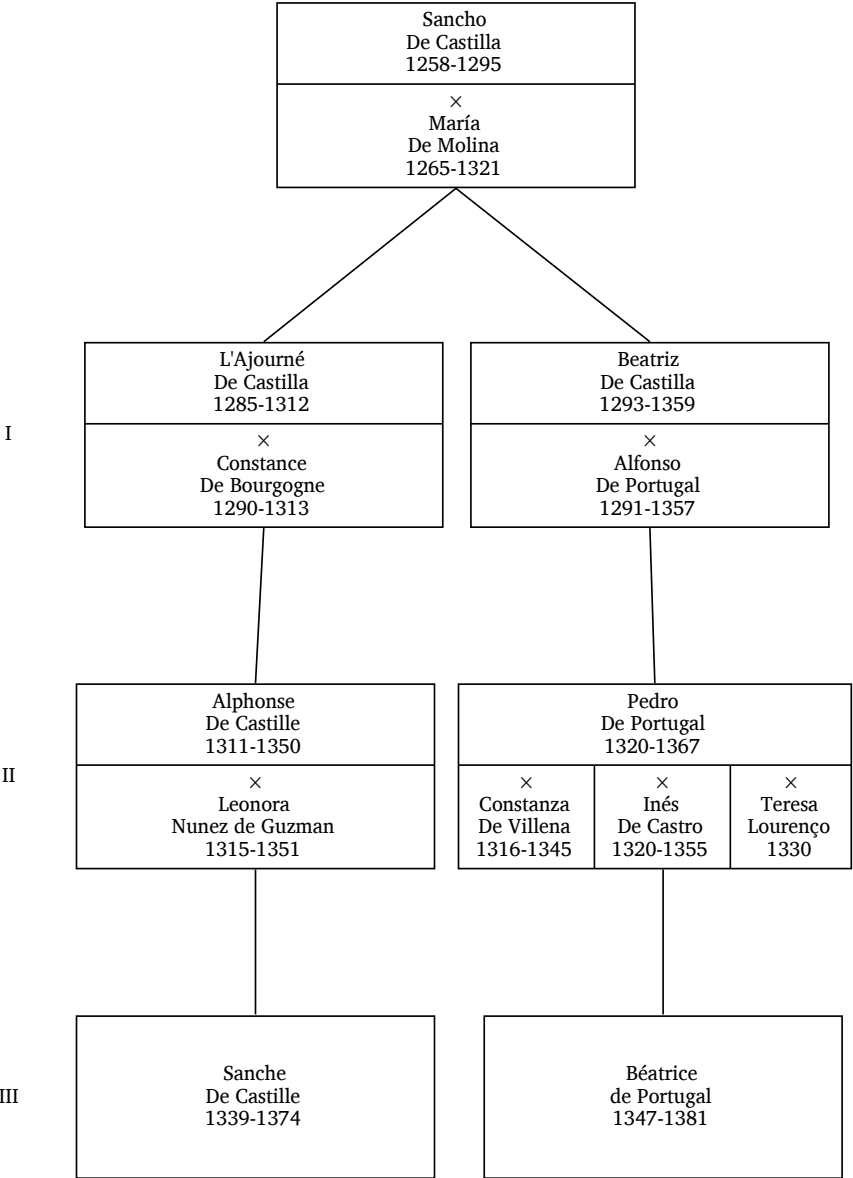 Sancho
De Castilla
1258-1295
×
María
De Molina
1265-1321
I
L'Ajourné
De Castilla
1285-1312
×
Constance
De Bourgogne
1290-1313
Beatriz
De Castilla
1293-1359
×
Alfonso
De Portugal
1291-1357
II
Alphonse
De Castille
1311-1350
×
Leonora
Nunez de Guzman
1315-1351
Pedro
De Portugal
1320-1367
×
Constanza
De Villena
1316-1345
×
Inés
De Castro
1320-1355
×
Teresa
Lourenço
1330
III
Sanche
De Castille
1339-1374
Béatrice
de Portugal
1347-1381